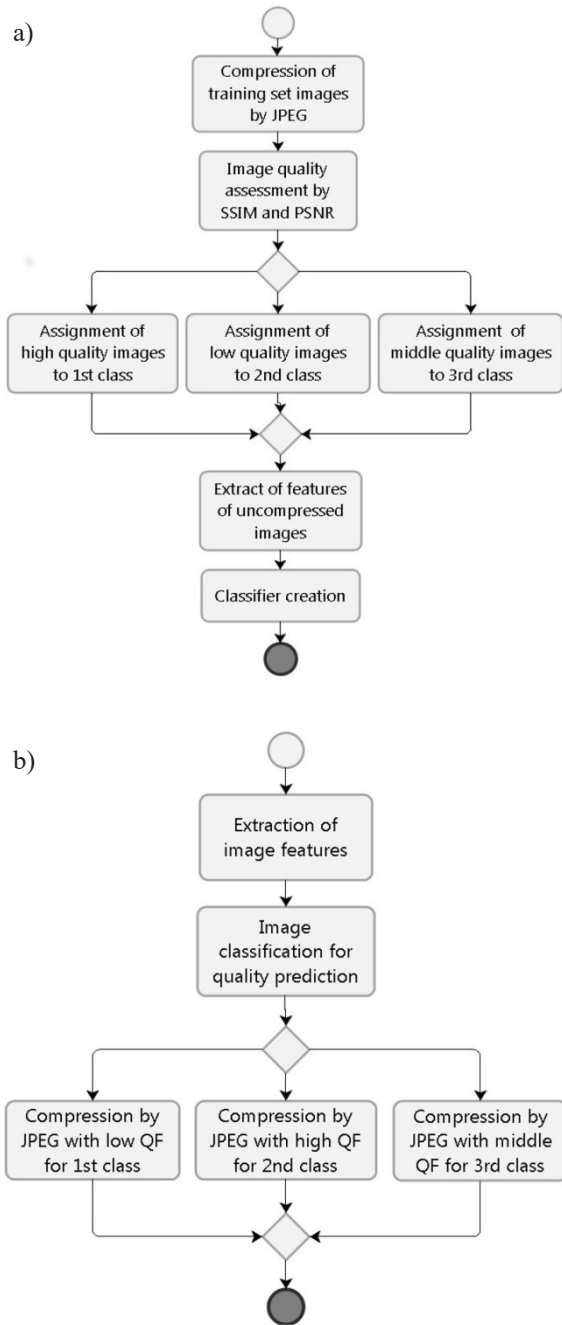 a)
Compression of
training set images
by JPEG
Image quality
assessment by
SSIM and PSNR
Assignment of
high quality images
to 1st class
Assignment of
low quality images
to 2nd class
Assignment of
middle quality images
to 3rd class
Extract of features
of uncompressed
images
Classifier creation
b)
Extraction of
image features
Image
classification for
quality prediction
Compression by
JPEG with low QF
for 1st class
Compression by
JPEG with high QF
for 2nd class
Compression by
JPEG with middle
QF for 3rd class